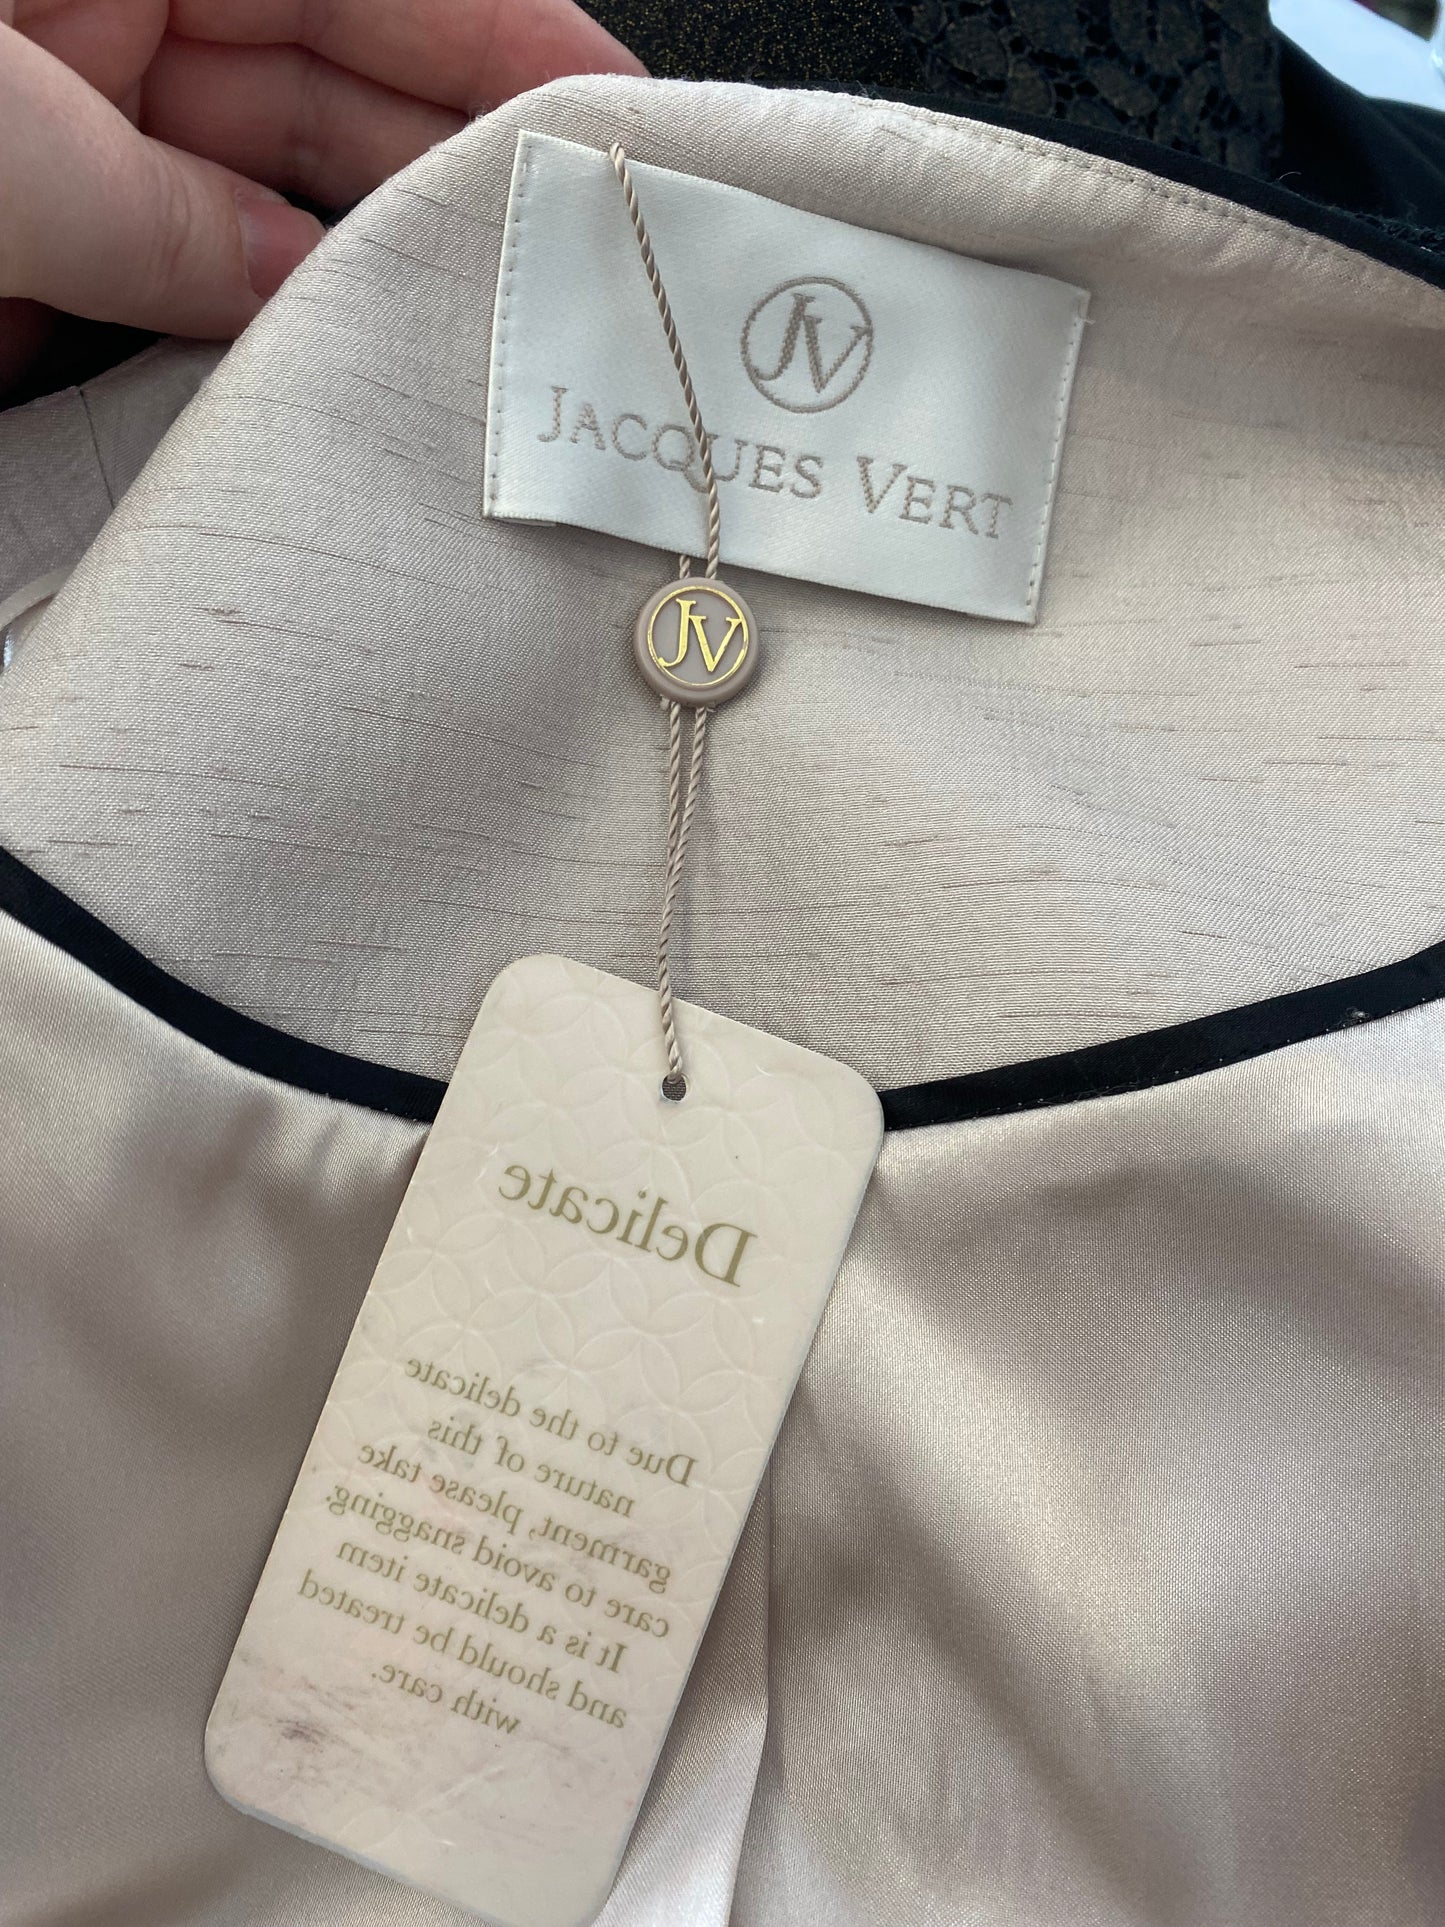 JV
JACQUES VERT
JV
Delicate
Due to the delicate
nature of this
garment, please take
care to avoid snagging.
It is a delicate item
and should be treated
with care.